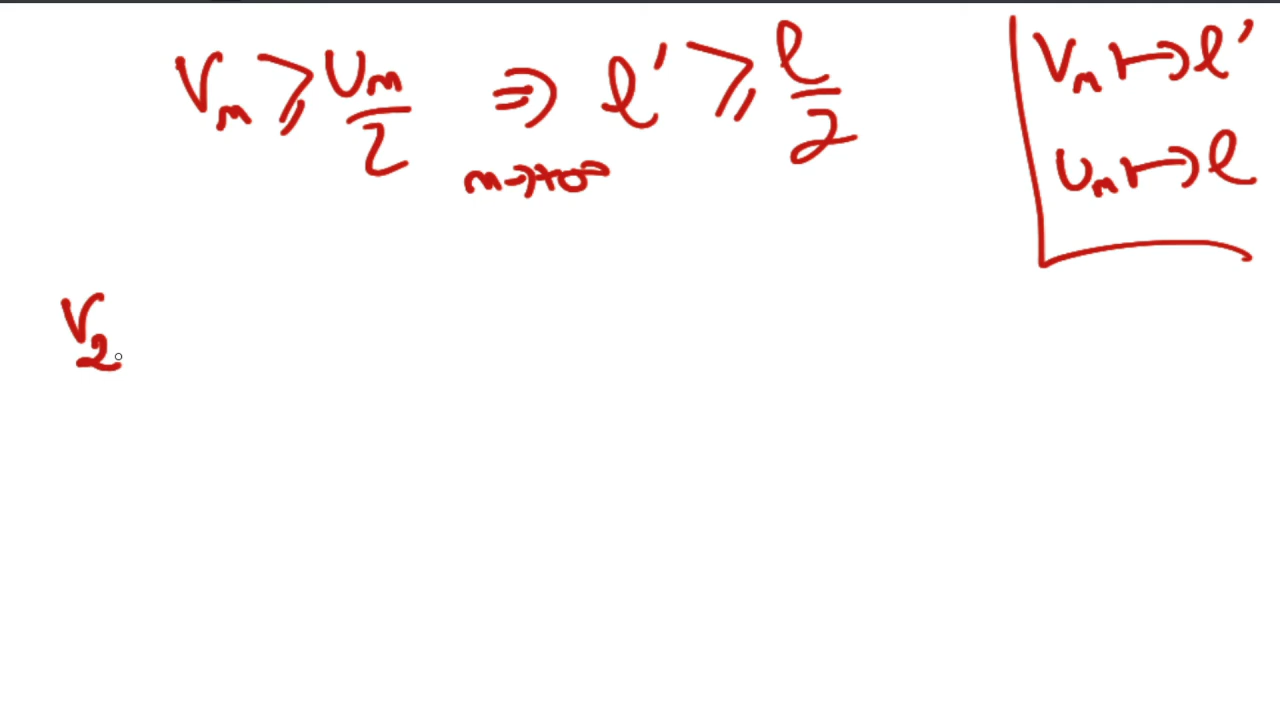 Vₙ ⩾ Uₙ/2 ⇒ ℓ' ⩾ ℓ/2
n→+∞
Vₙ ↦ ℓ'
Uₙ ↦ ℓ
V₂